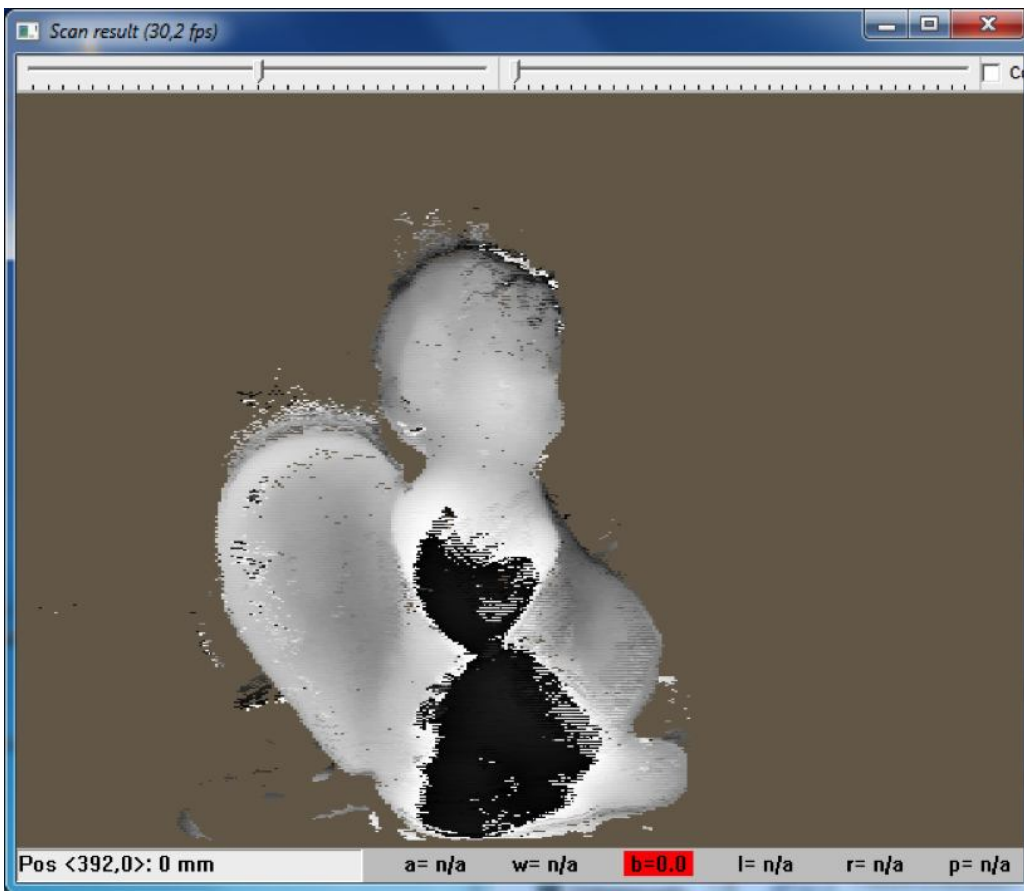 Scan result (30,2 fps)
Pos <392,0>: 0 mm a= n/a w= n/a b=0.0 l= n/a r= n/a p= n/a